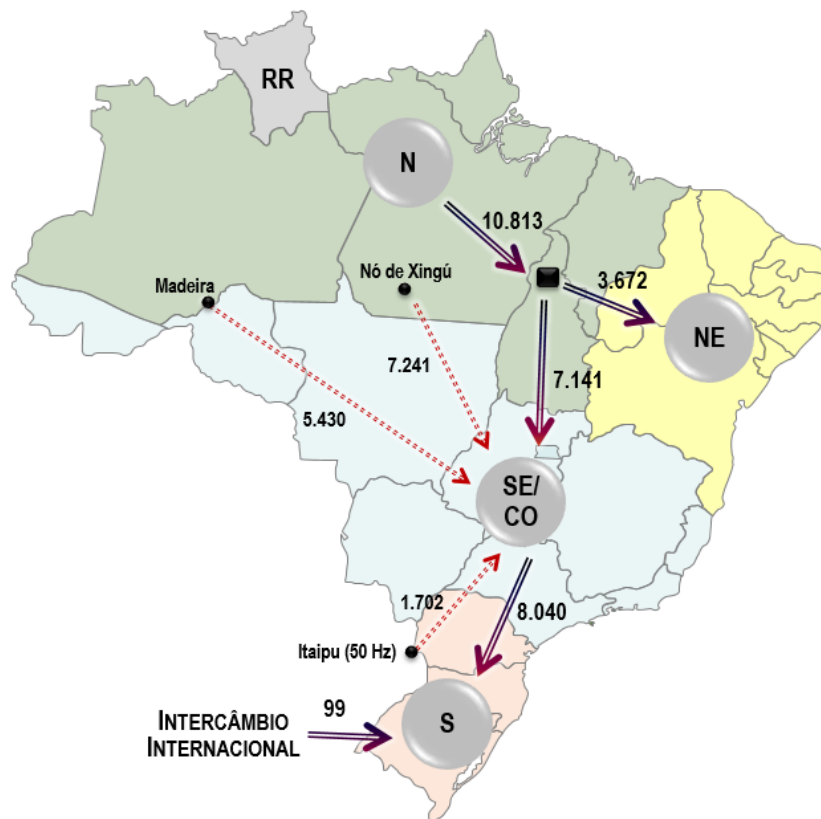 RR
N
10.813
Nó de Xingú
Madeira
3.672
NE
7.241
7.141
5.430
SE/
CO
1.702
8.040
Itaipu (50 Hz)
99
S
INTERCÂMBIO
INTERNACIONAL